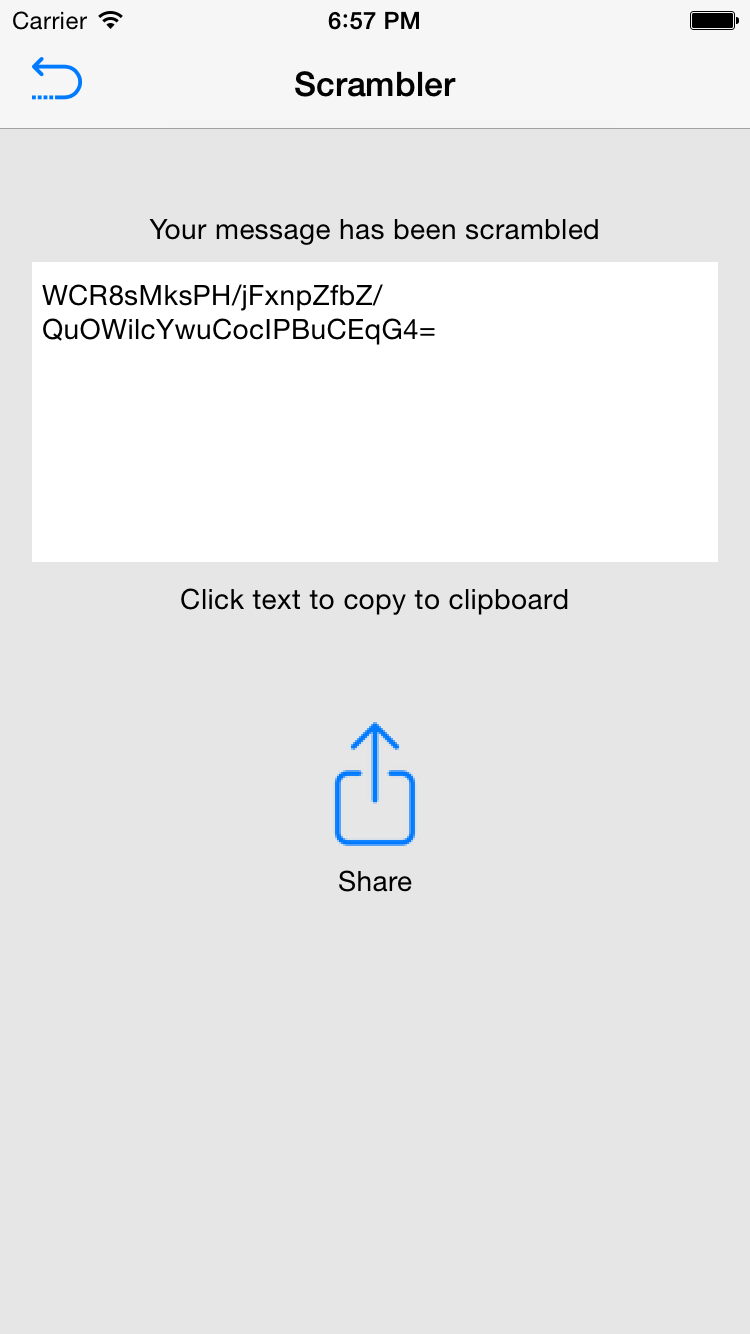 Carrier 6:57 PM
Scrambler
Your message has been scrambled
WCR8sMksPH/jFxnpZfbZ/
QuOWilcYwuCocIPBuCEqG4=
Click text to copy to clipboard
Share